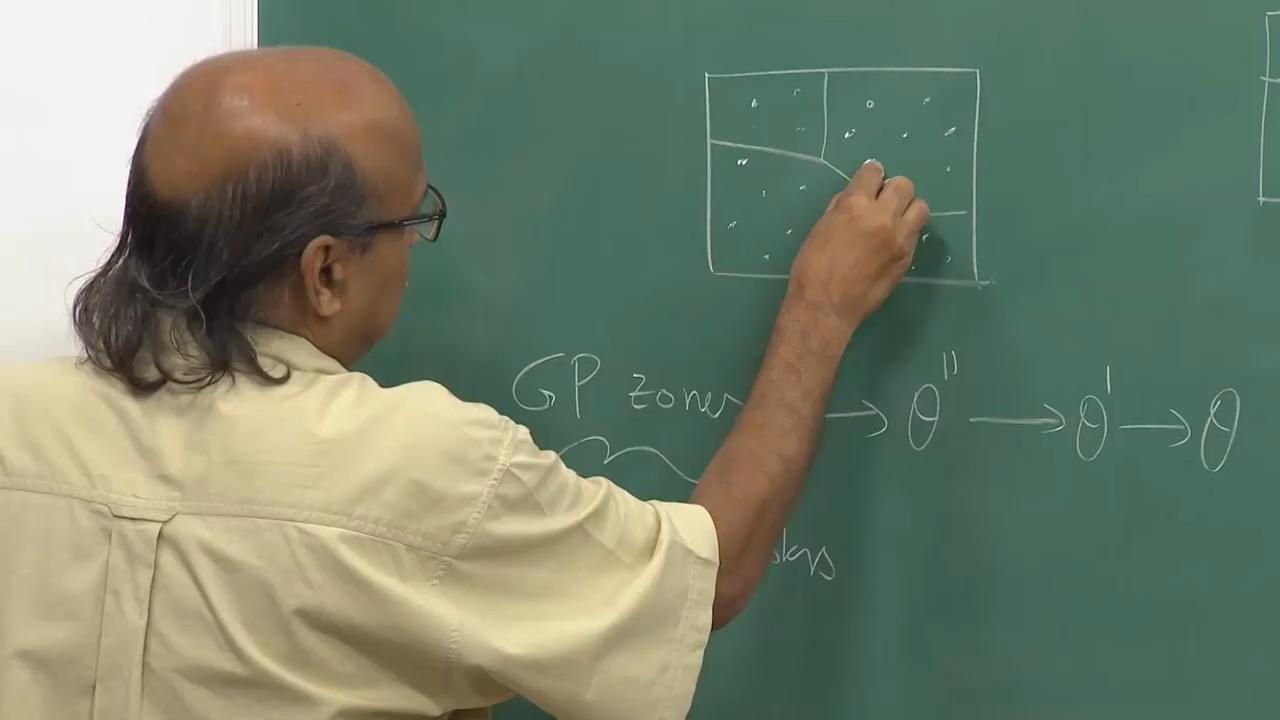 GP zones → θ'' → θ' → θ